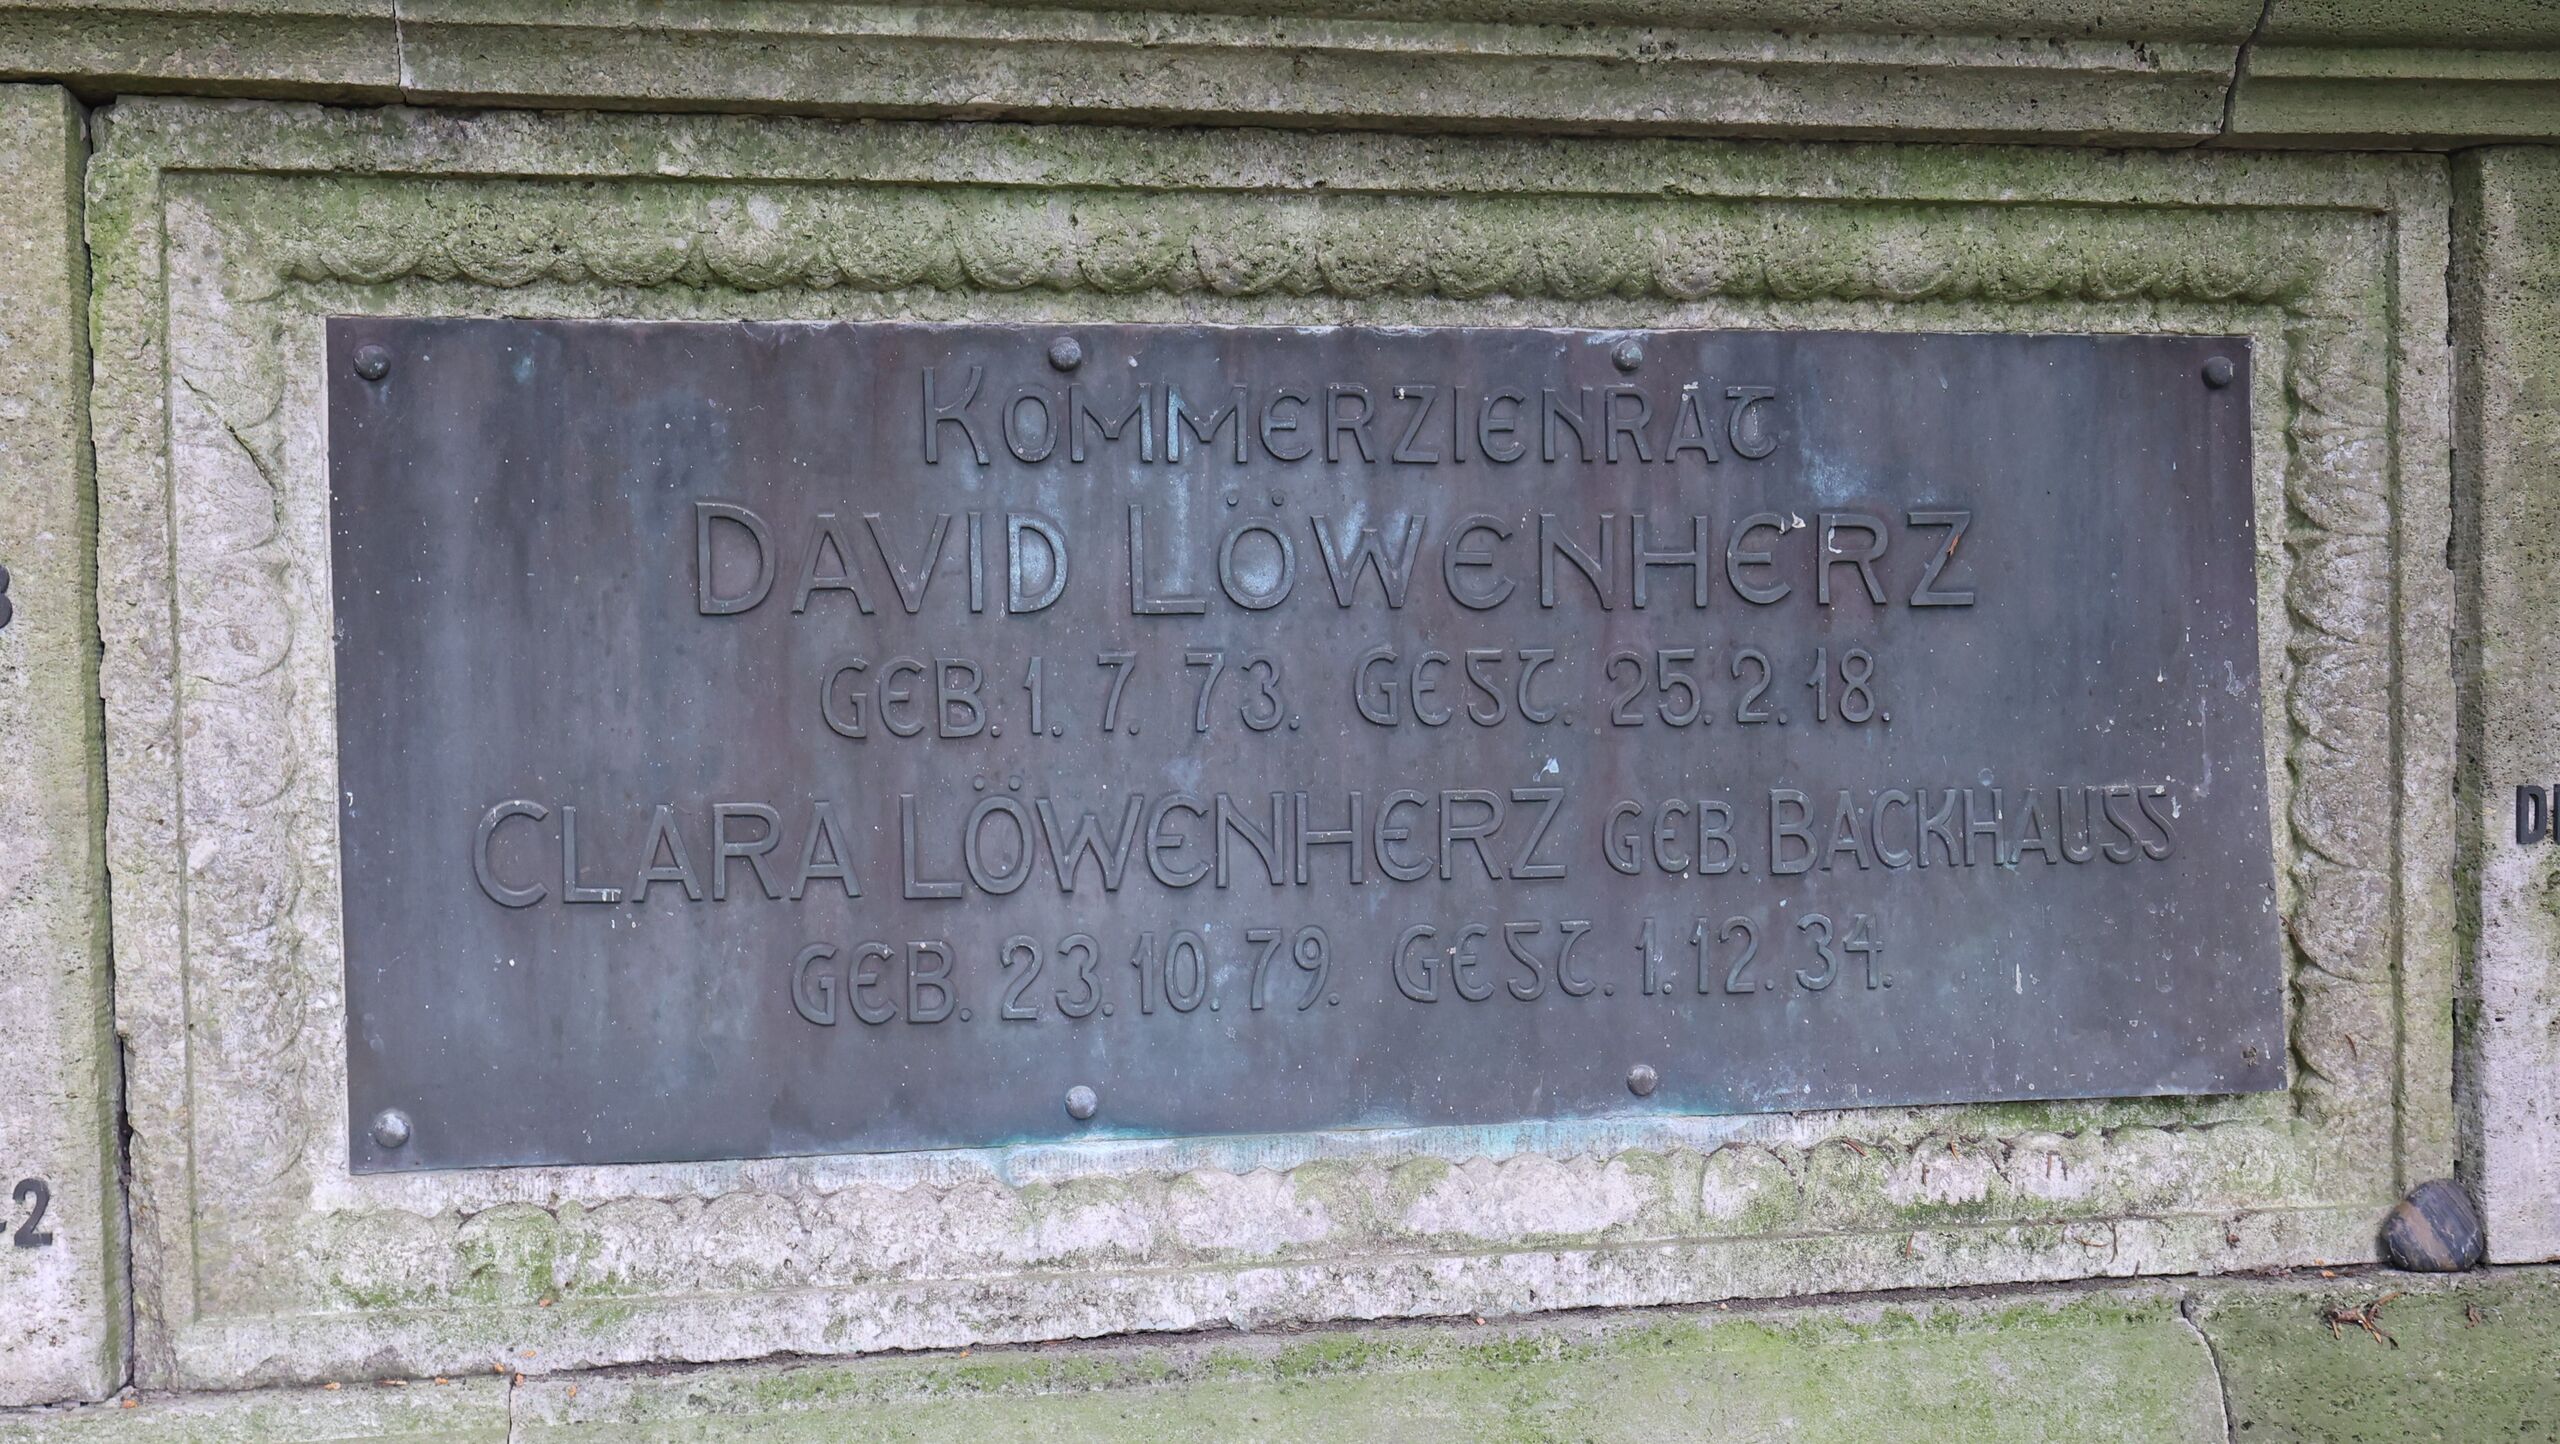 KOMMERZIENRAT
DAVID LÖWENHERZ
GEB. 1. 7. 73. GEST. 25. 2. 18.
CLARA LÖWENHERZ GEB. BACKHAUSS
GEB. 23. 10. 79. GEST. 1. 12. 34.